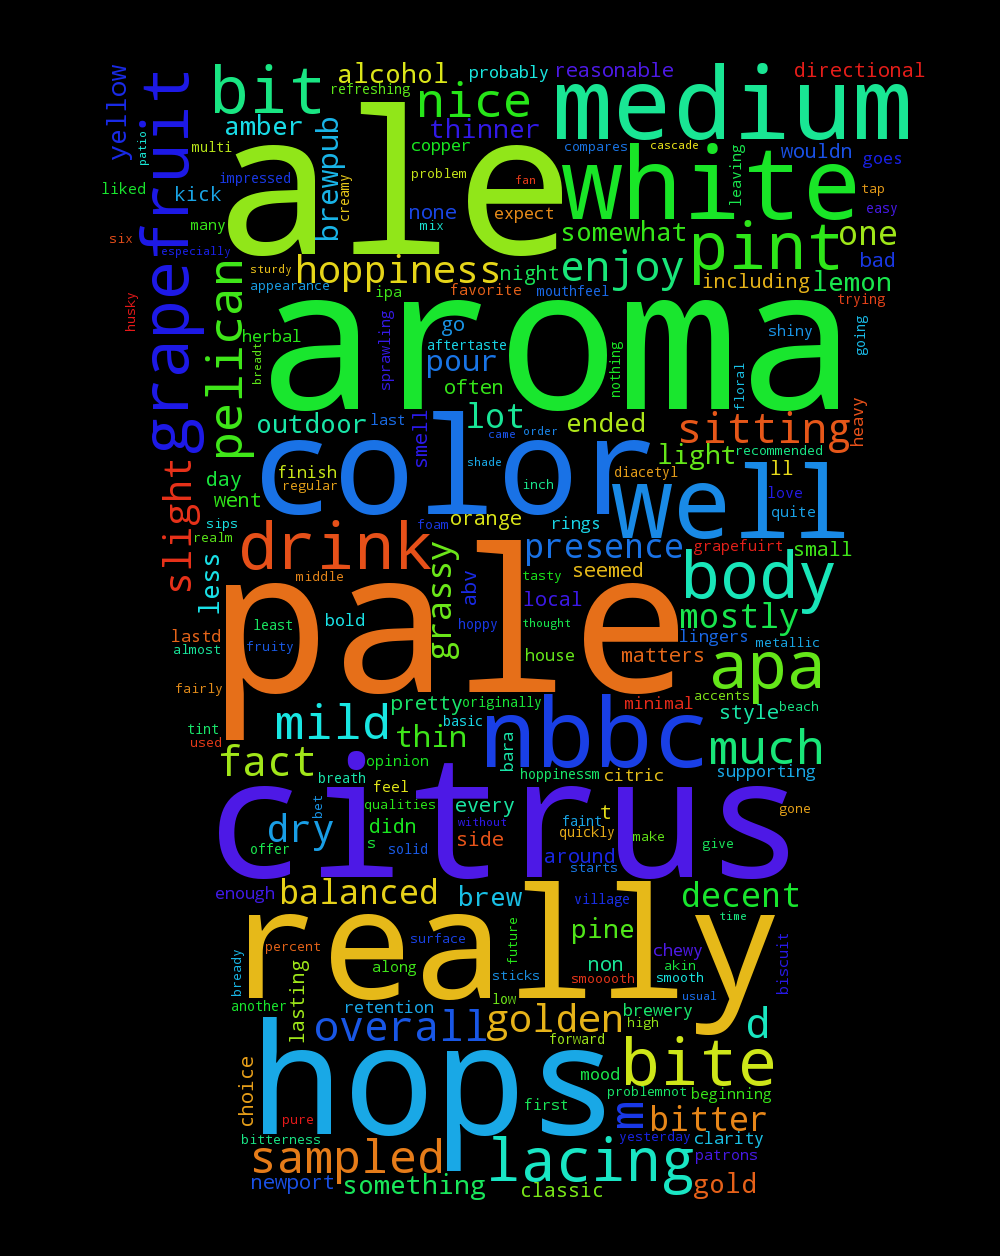 yellow
patio
grapefruit
bit
alcohol
refreshing
probably
reasonable
directional
nice
medium
amber
multi
brewpub
thinner
copper
compares
cascade
wouldn
goes
ale
white
leaving
liked
kick
impressed
creamy
problem
fan
tap
easy
many
none
mix
expect
somewhat
pint
one
six
especially
bad
husky
pelican
sturdy
hoppiness
night
enjoy
including
lemon
appearance
ipa
favorite
mouthfeel
trying
aroma
herbal
breadt
sprawling
go
aftertaste
pour
often
nothing
floral
shiny
going
outdoor
last
smell
lot
came
order
ended
sitting
heavy
color
light
recommended
slight
day
finish
regular
shade
inch
diacetyl
ll
love
well
quite
went
sips
realm
foam
orange
rings
drink
presence
grapefuirt
small
less
middle
grassy
abv
tasty
seemed
body
pale
local
least
bold
hoppy
thought
mostly
lastd
almost
fruity
house
matters
lingers
metallic
apa
fairly
pretty
originally
minimal
accents
style
beach
tint
used
mild
thin
basic
nbbc
bara
much
fact
opinion
breath
hoppinessm
citric
supporting
feel
bet
qualities
every
t
gone
citrus
dry
didn
s
without
side
faint
quickly
make
give
offer
solid
around
starts
enough
balanced
brew
village
decent
time
really
percent
surface
future
pine
chewy
biscuit
bready
along
sticks
non
akin
smooooth
smooth
another
lasting
retention
low
usual
overall
golden
brewery
high
d
hops
forward
bite
choice
mood
problemnot
beginning
pure
first
m
bitter
bitterness
yesterday
clarity
sampled
lacing
patrons
newport
something
classic
gold